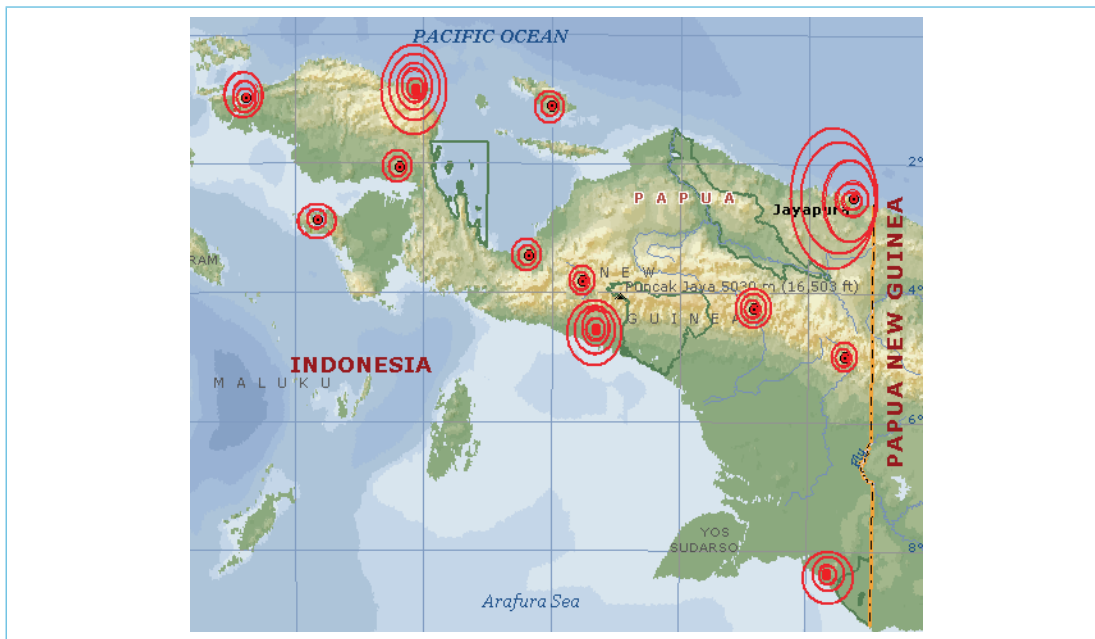 PACIFIC OCEAN
2°
PAPUA
Jayapura
PAPUA NEW GUINEA
RAM
NEW
Puncak Jaya 5030 m (16,503 ft)
4°
GUINEA
INDONESIA
MALUKU
6°
Fly
YOS
SUDARSO
8°
Arafura Sea